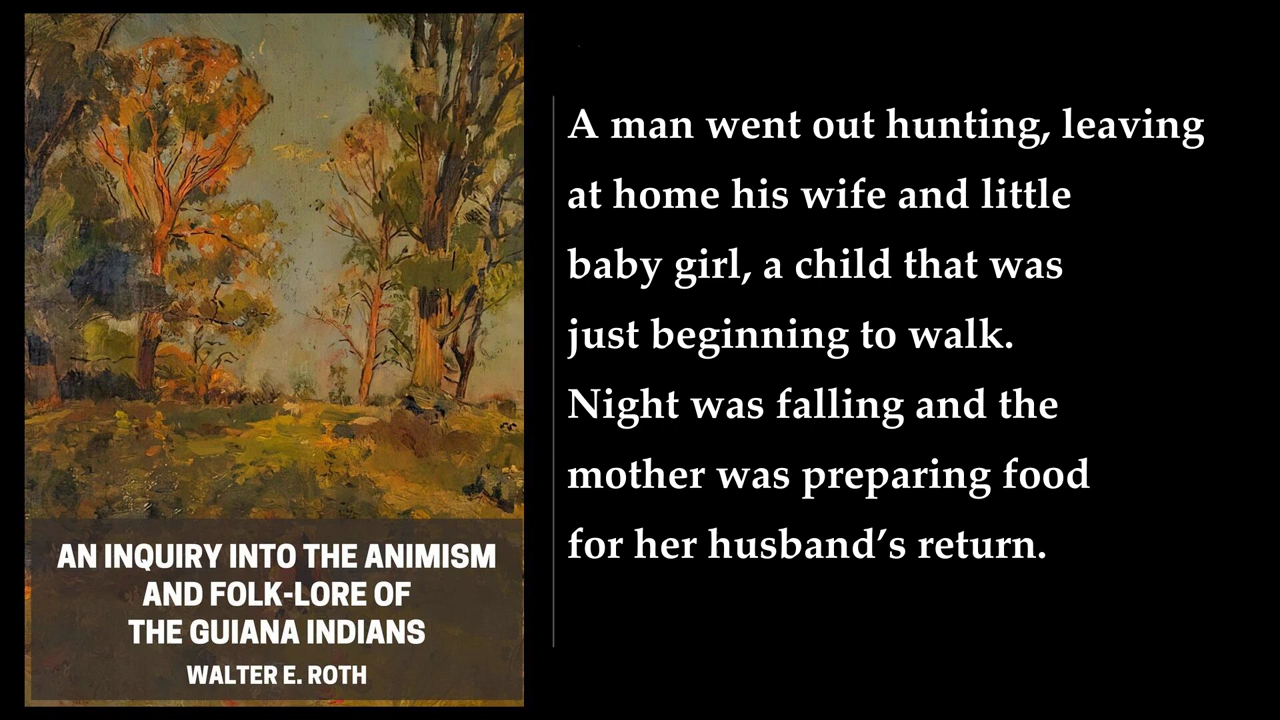 A man went out hunting, leaving
at home his wife and little
baby girl, a child that was
just beginning to walk.
Night was falling and the
mother was preparing food
for her husband’s return.
AN INQUIRY INTO THE ANIMISM
AND FOLK-LORE OF
THE GUIANA INDIANS
WALTER E. ROTH